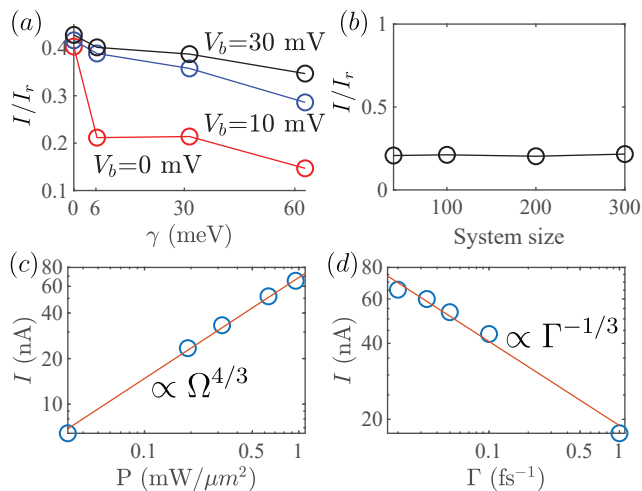 (a)
I/I_r
0.4
0.3
0.2
0.1
V_b=30 mV
V_b=10 mV
V_b=0 mV
0 6 30 60
γ (meV)
(b)
I/I_r
1
0.5
0
100 200 300
System size
(c)
I (nA)
80
60
40
20
10
∝ Ω^{4/3}
0.1 0.5 1
P (mW/μm²)
(d)
I (nA)
80
60
40
20
∝ Γ^{-1/3}
0.1 1
Γ (fs⁻¹)